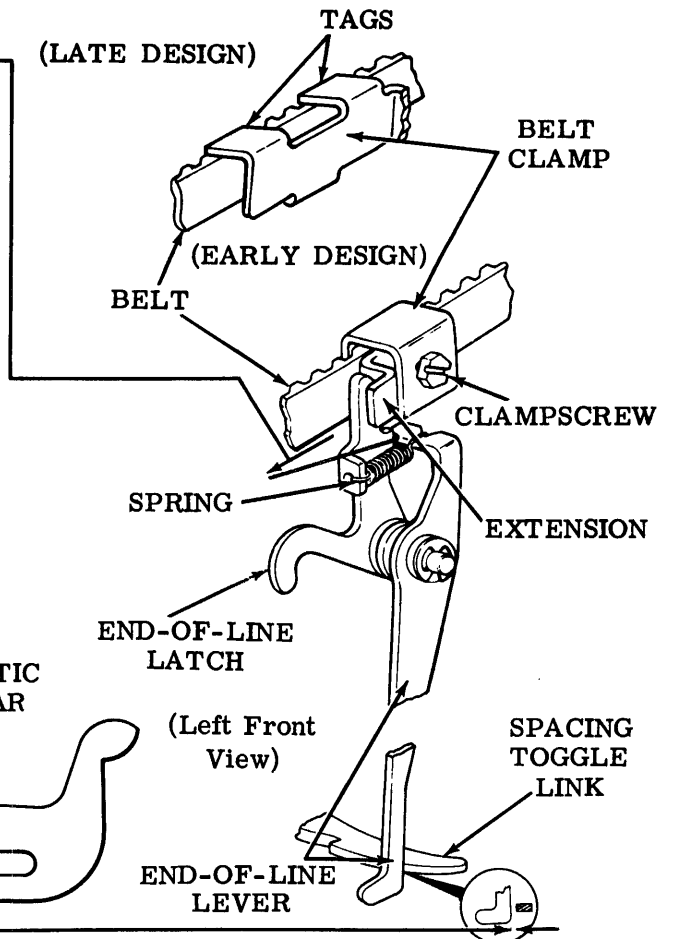 TAGS
(LATE DESIGN)
BELT
CLAMP
(EARLY DESIGN)
BELT
CLAMPSCREW
SPRING
EXTENSION
END-OF-LINE
LATCH
TIC
AR
(Left Front
View)
SPACING
TOGGLE
LINK
END-OF-LINE
LEVER